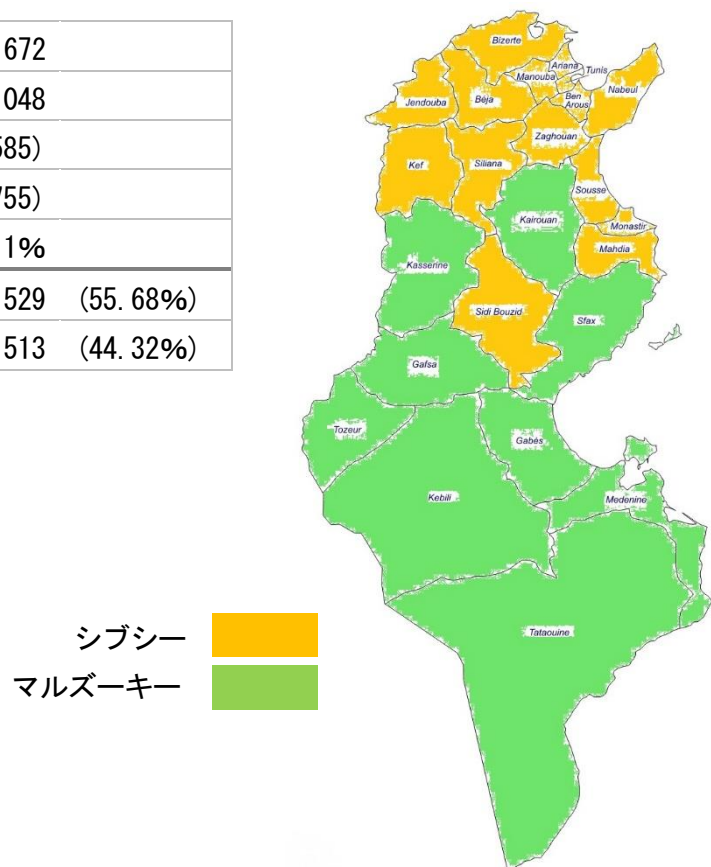 672
048
585)
755)
1%
529 (55.68%)
513 (44.32%)
Bizerte
Ariana
Tunis
Manouba
Nabeul
Jendouba
Béja
Ben
Arous
Zaghouan
Kef
Siliana
Sousse
Kairouan
Monastir
Mahdia
Kasserine
Sidi Bouzid
Sfax
Gafsa
Tozeur
Gabès
Kebili
Medenine
Tataouine
シブシー
マルズーキー